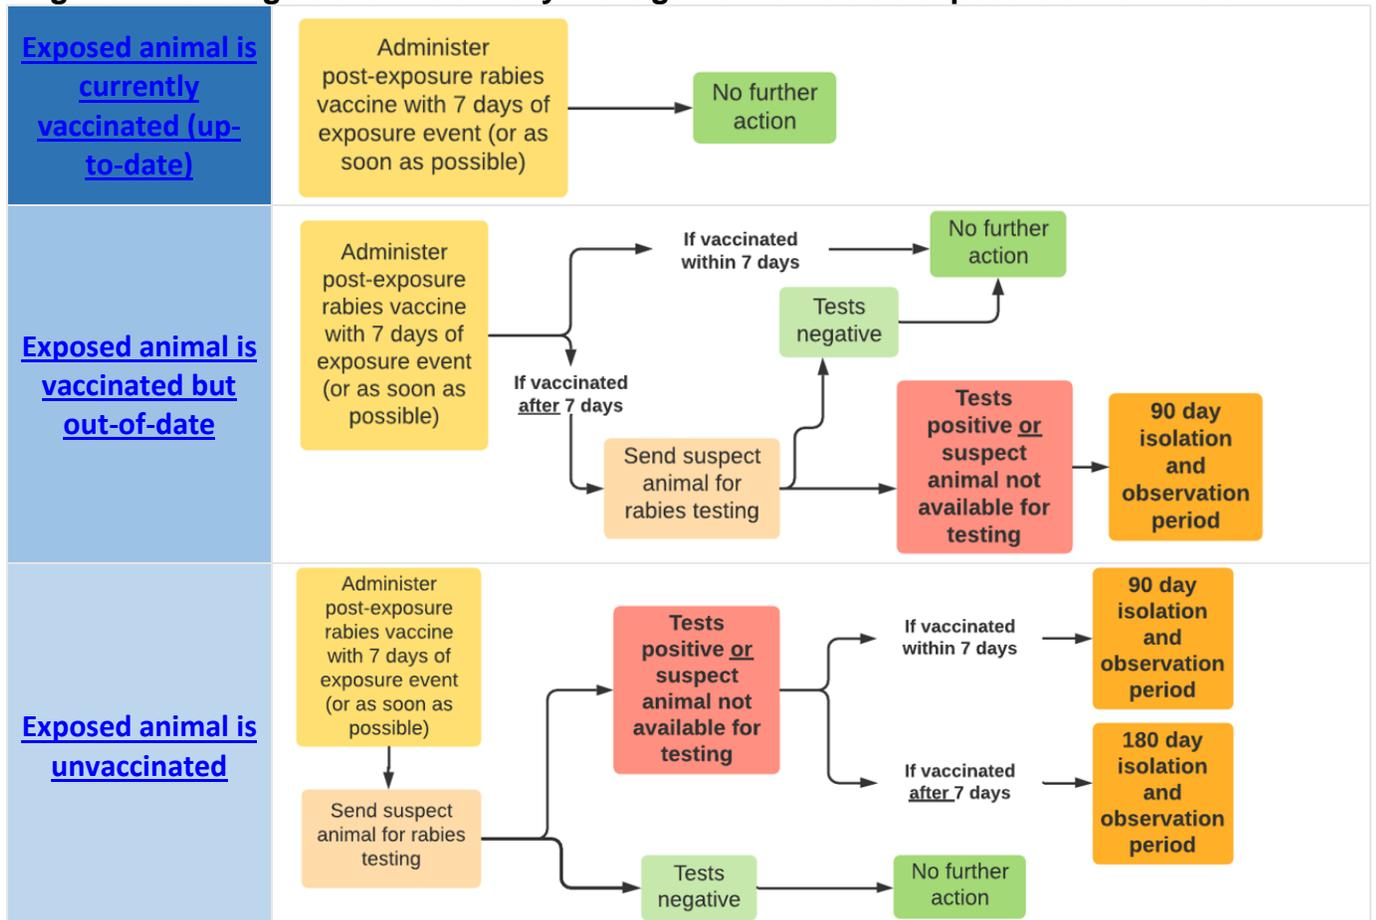 Exposed animal is
currently
vaccinated (up-
to-date)
Administer
post-exposure rabies
vaccine with 7 days of
exposure event (or as
soon as possible)
No further
action
Exposed animal is
vaccinated but
out-of-date
Administer
post-exposure
rabies vaccine
with 7 days of
exposure event
(or as soon as
possible)
If vaccinated
within 7 days
No further
action
If vaccinated
after 7 days
Send suspect
animal for
rabies testing
Tests
negative
Tests
positive or
suspect
animal not
available for
testing
90 day
isolation
and
observation
period
Exposed animal is
unvaccinated
Administer
post-exposure
rabies vaccine
with 7 days of
exposure event
(or as soon as
possible)
Send suspect
animal for rabies
testing
Tests
positive or
suspect
animal not
available for
testing
If vaccinated
within 7 days
90 day
isolation
and
observation
period
If vaccinated
after 7 days
180 day
isolation
and
observation
period
Tests
negative
No further
action